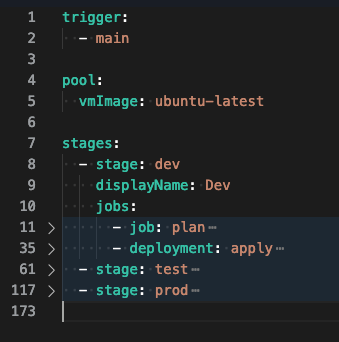 1 trigger:
2 - main
3
4 pool:
5 vmImage: ubuntu-latest
6
7 stages:
8 - stage: dev
9 displayName: Dev
10 jobs:
11 > - job: plan…
35 > - deployment: apply…
61 > - stage: test…
117 > - stage: prod…
173